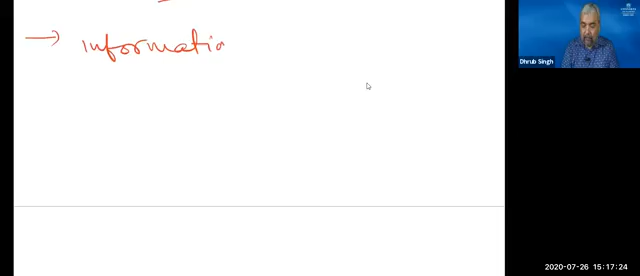 → informatio
Dhrub Singh
2020-07-26 15:17:24